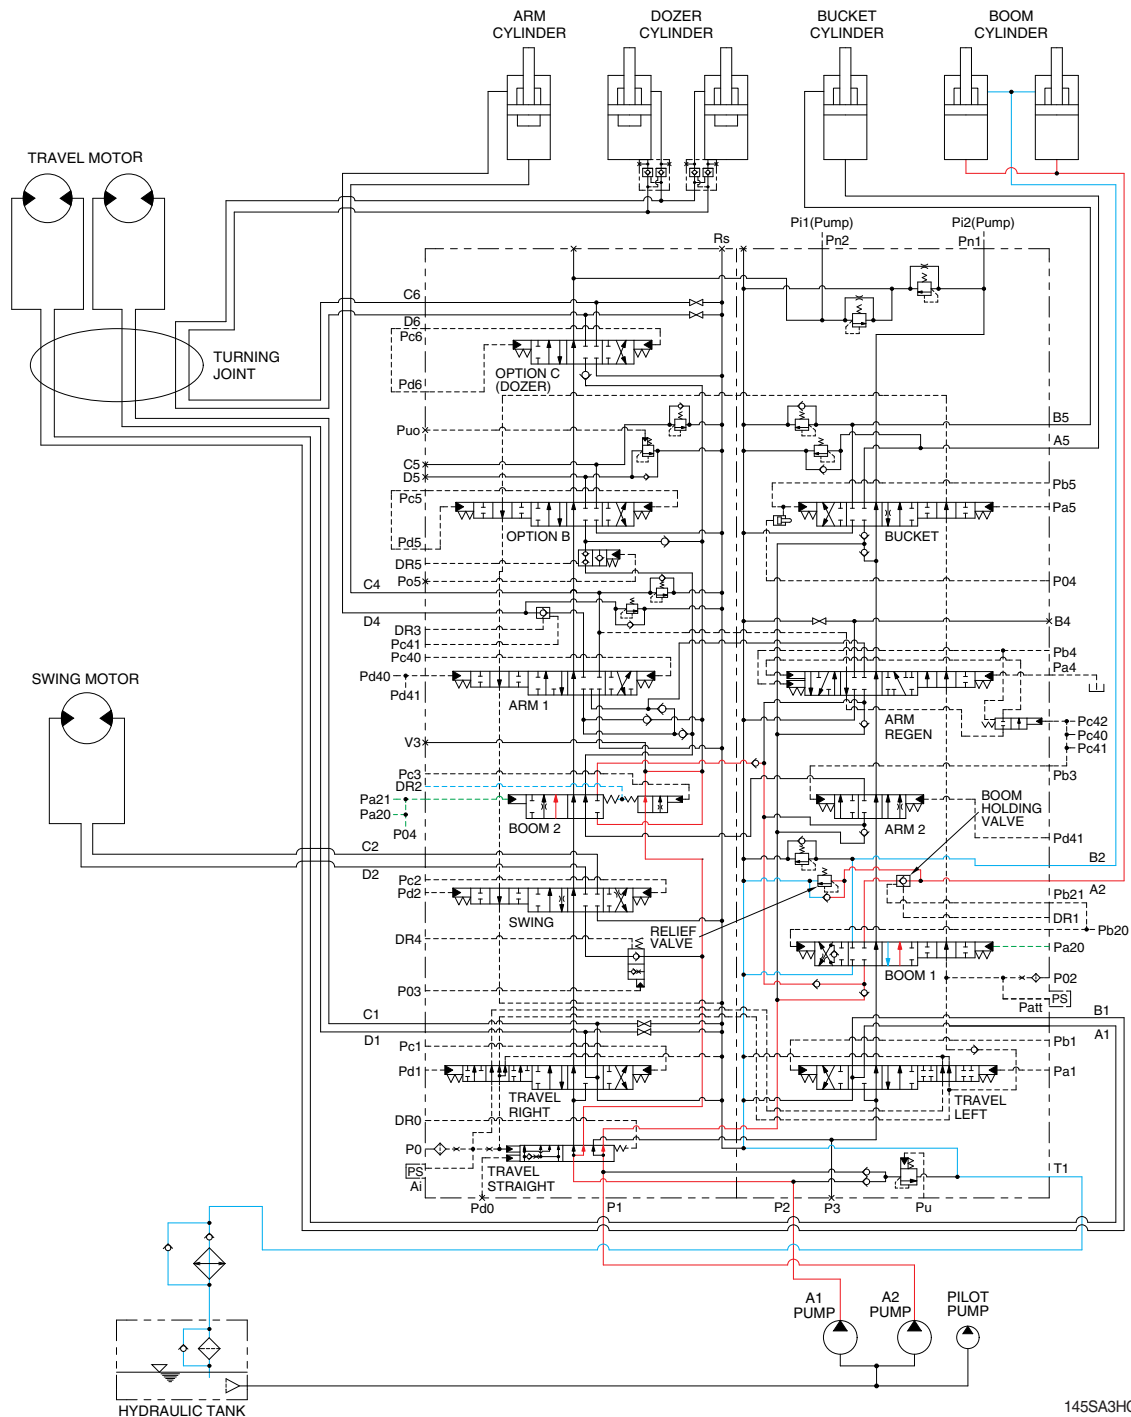 ARM
CYLINDER
DOZER
CYLINDER
BUCKET
CYLINDER
BOOM
CYLINDER
TRAVEL MOTOR
TURNING
JOINT
SWING MOTOR
Pi1(Pump)
Pn2
Pi2(Pump)
Pn1
Rs
C6
D6
Pc6
Pd6
OPTION C
(DOZER)
Puo
C5
D5
Pc5
Pd5
OPTION B
DR5
Po5
C4
D4
DR3
Pc41
Pc40
Pd40
Pd41
ARM 1
V3
Pc3
DR2
Pa21
Pa20
P04
BOOM 2
C2
D2
Pc2
Pd2
SWING
DR4
P03
C1
D1
Pc1
Pd1
TRAVEL
RIGHT
DR0
P0
PS
Ai
TRAVEL
STRAIGHT
Pd0
P1
P2
P3
Pu
B5
A5
Pb5
Pa5
BUCKET
P04
B4
Pb4
Pa4
ARM
REGEN
Pc42
Pc40
Pc41
Pb3
BOOM
HOLDING
VALVE
ARM 2
Pd41
B2
A2
Pb21
DR1
Pb20
RELIEF
VALVE
Pa20
BOOM 1
P02
PS
Patt
B1
A1
Pb1
Pa1
TRAVEL
LEFT
T1
A1
PUMP
A2
PUMP
PILOT
PUMP
HYDRAULIC TANK